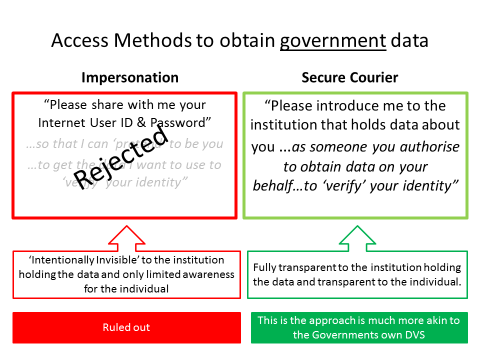 Access Methods to obtain government data
Impersonation
Secure Courier
“Please share with me your
Internet User ID & Password”
...so that I can ‘pret to be you
...to get the I want to use to
‘verify’ your identity”
Rejected
“Please introduce me to the
institution that holds data about
you ...as someone you authorise
to obtain data on your
behalf...to ‘verify’ your identity”
‘Intentionally Invisible’ to the institution
holding the data and only limited awareness
for the individual
Fully transparent to the institution holding
the data and transparent to the individual.
Ruled out
This is the approach is much more akin to
the Governments own DVS